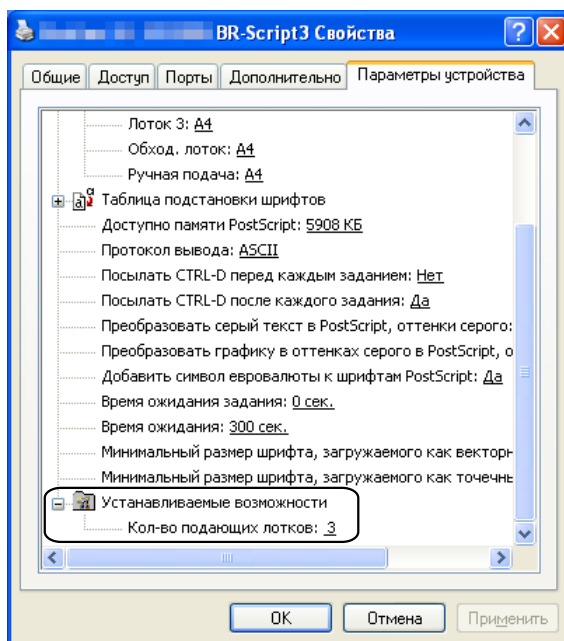 BR-Script3 Свойства
Общие Доступ Порты Дополнительно Параметры устройства
Лоток 3: A4
Обход. лоток: A4
Ручная подача: A4
Таблица подстановки шрифтов
Доступно памяти PostScript: 5908 КБ
Протокол вывода: ASCII
Посылать CTRL-D перед каждым заданием: Нет
Посылать CTRL-D после каждого задания: Да
Преобразовать серый текст в PostScript, оттенки серого:
Преобразовать графику в оттенках серого в PostScript, о
Добавить символ евровалюты к шрифтам PostScript: Да
Время ожидания задания: 0 сек.
Время ожидания: 300 сек.
Минимальный размер шрифта, загружаемого как векторн
Минимальный размер шрифта, загружаемого как точечнь
Устанавливаемые возможности
Кол-во подающих лотков: 3
OK Отмена Применить